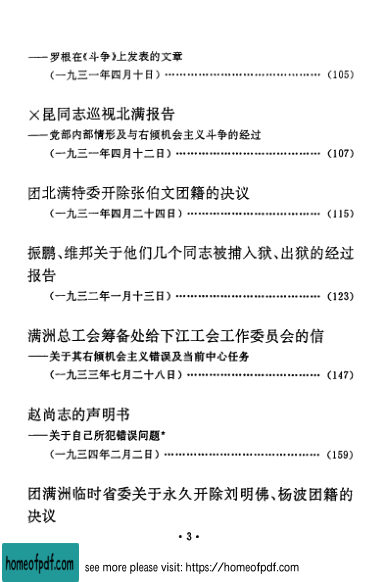 ——罗根在《斗争》上发表的文章
(一九三一年四月十日)………………………………(105)
×昆同志巡视北满报告
——党部内部情形及与右倾机会主义斗争的经过
(一九三一年四月十二日)……………………………(107)
团北满特委开除张伯文团籍的决议
(一九三一年四月二十四日)…………………………(115)
振鹏、维邦关于他们几个同志被捕入狱、出狱的经过
报告
(一九三二年一月十三日)……………………………(123)
满洲总工会筹备处给下江工会工作委员会的信
——关于其右倾机会主义错误及当前中心任务
(一九三三年七月二十八日)…………………………(147)
赵尚志的声明书
——关于自己所犯错误问题*
(一九三四年二月二日)………………………………(159)
团满洲临时省委关于永久开除刘明佛、杨波团籍的
决议
·3·
homeofpdf.com
see more please visit: https://homeofpdf.com